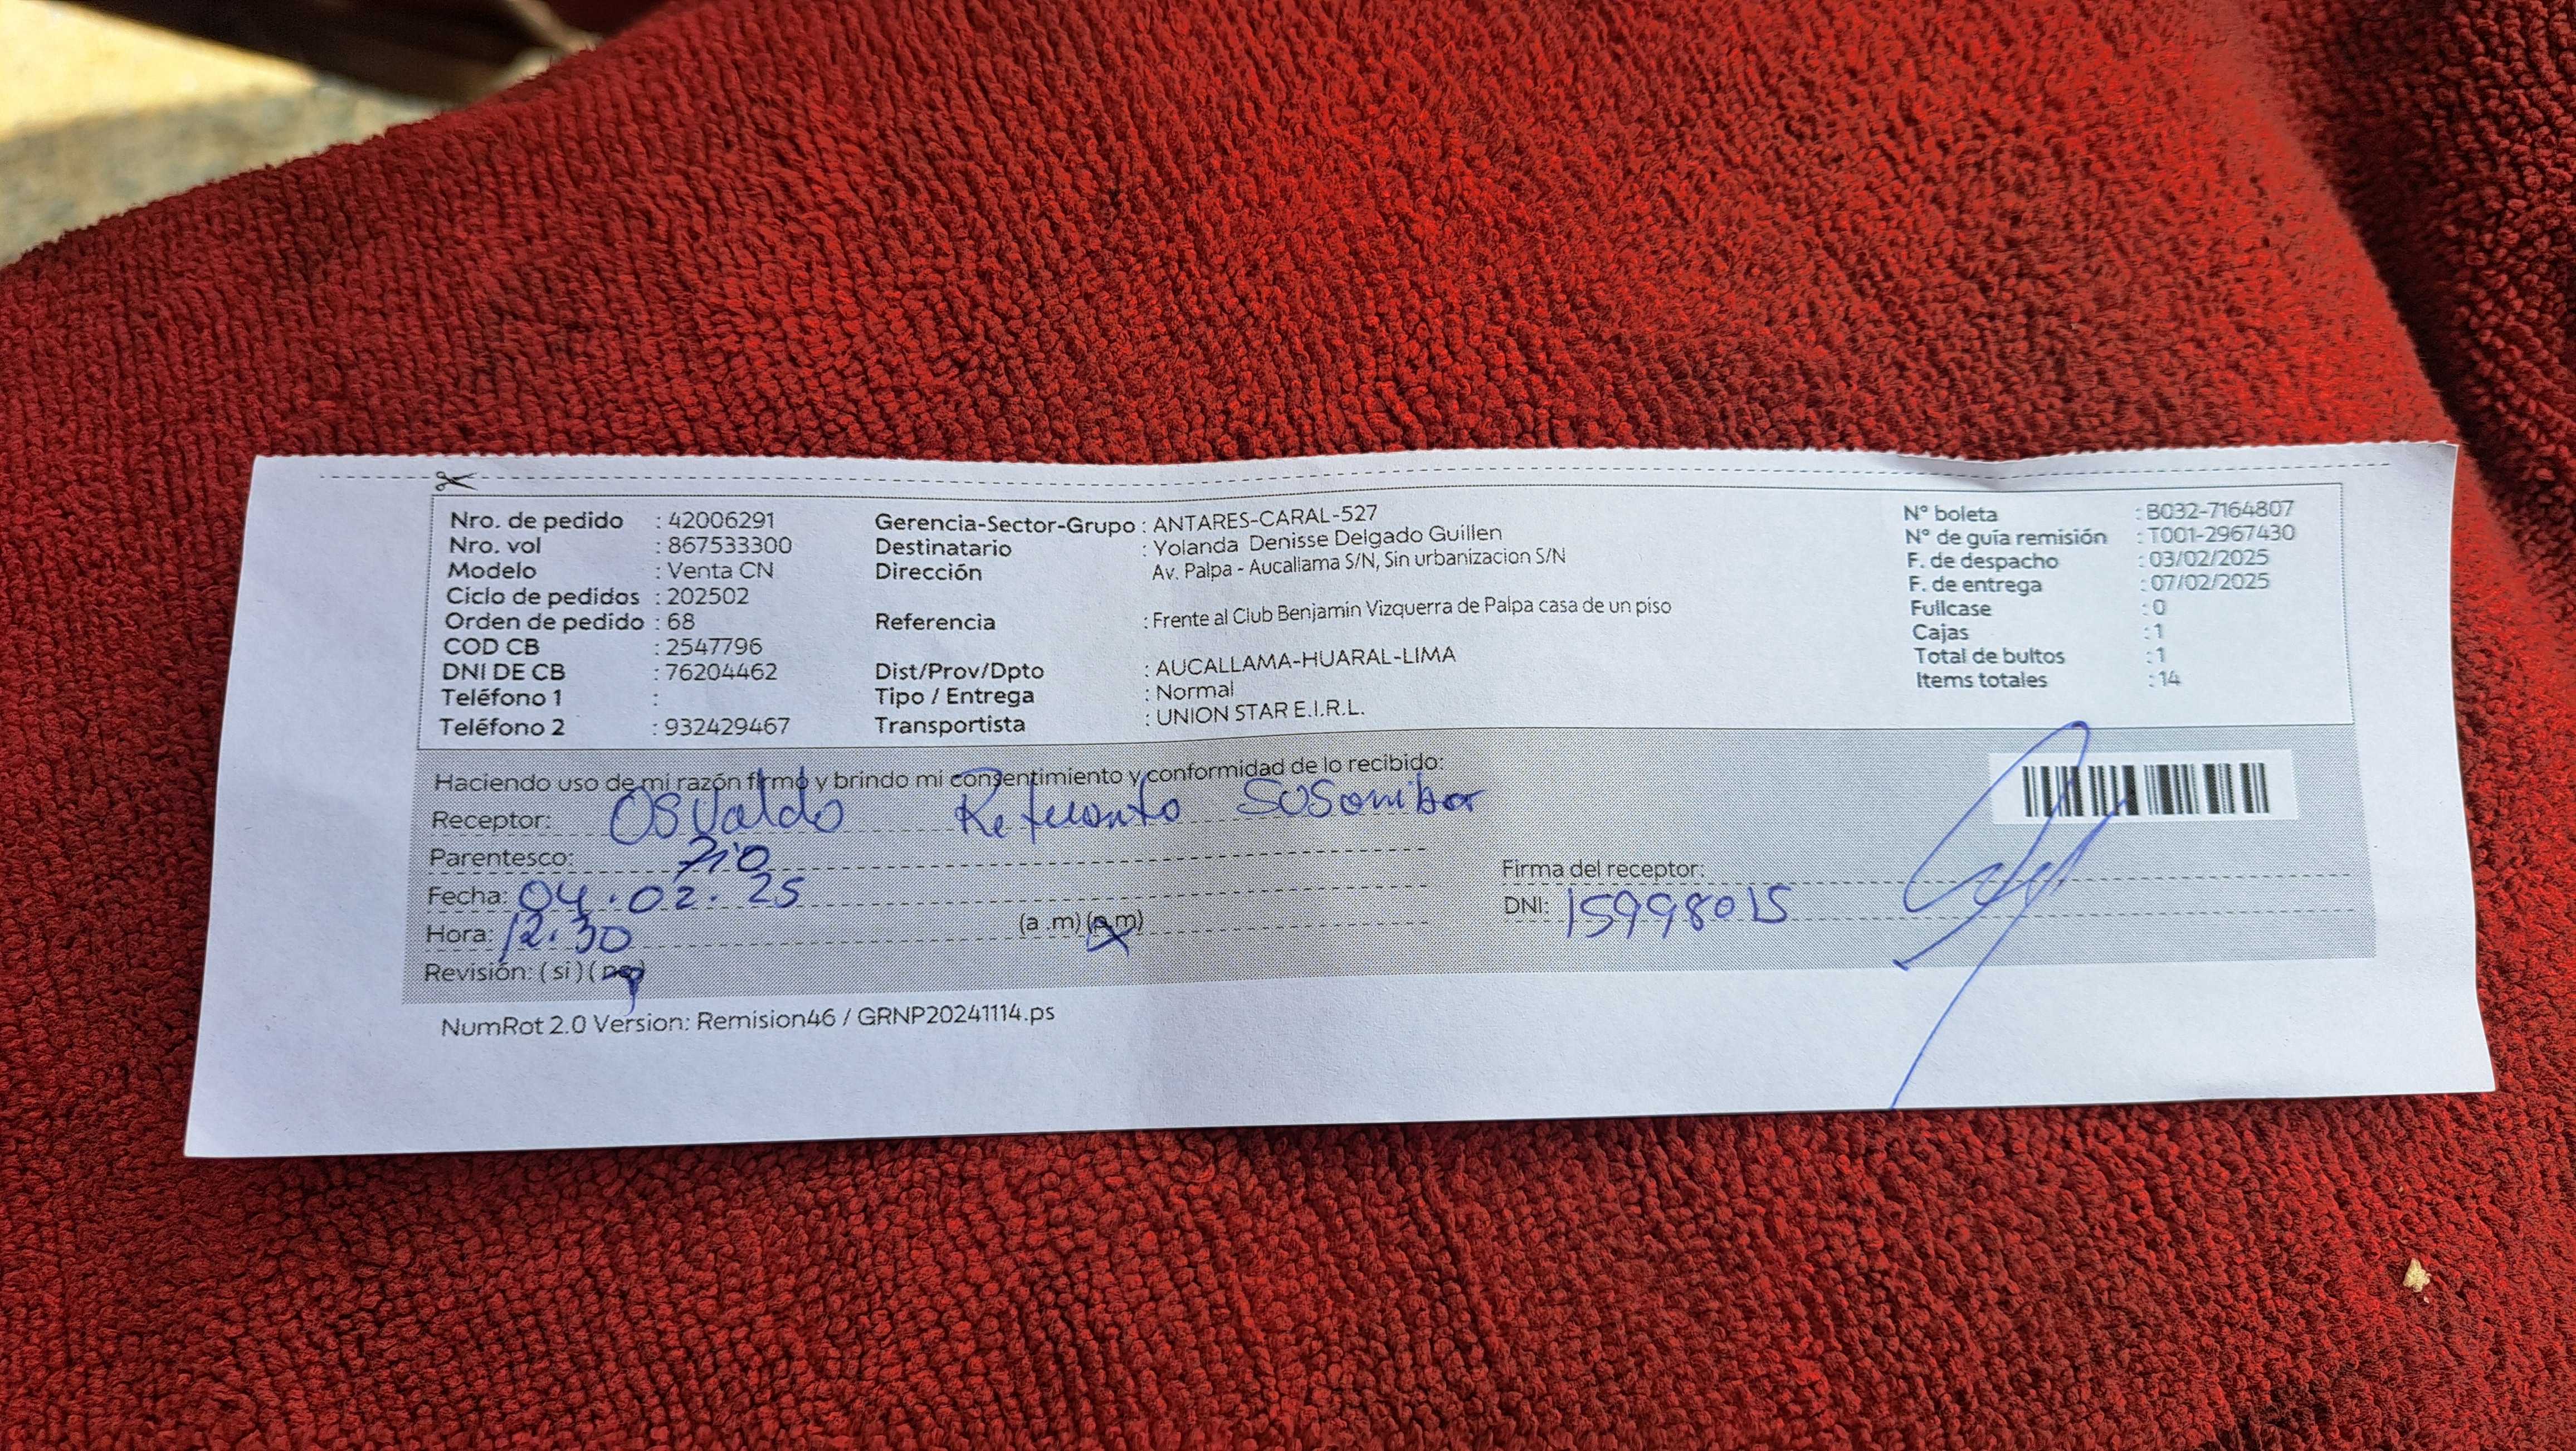 Nro. de pedido : 42006291
Nro. vol : 867533300
Modelo : Venta CN
Ciclo de pedidos : 202502
Orden de pedido : 68
COD CB : 2547796
DNI DE CB : 76204462
Teléfono 1 :
Teléfono 2 : 932429467
Gerencia-Sector-Grupo : ANTARES-CARAL-527
Destinatario : Yolanda Denisse Delgado Guillen
Dirección Av. Palpa - Aucallama S/N, Sin urbanizacion S/N
Referencia : Frente al Club Benjamin Vizquerra de Palpa casa de un piso
Dist/Prov/Dpto : AUCALLAMA-HUARAL-LIMA
Tipo / Entrega : Normal
Transportista : UNION STAR E.I.R.L.
N° boleta : B032-7164807
N° de guía remisión : T001-2967430
F. de despacho : 03/02/2025
F. de entrega : 07/02/2025
Fullcase : 0
Cajas : 1
Total de bultos : 1
Items totales : 14
Haciendo uso de mi razón firmo y brindo mi consentimiento y conformidad de lo recibido:
Receptor: Osvaldo
Parentesco: Tio
Fecha: 04.02.25
Hora: 12.30 (a .m) (p.m)
Revisión: ( si ) ( no )
Firma del receptor:
DNI: 15998015
NumRot 2.0 Version: Remision46 / GRNP20241114.ps